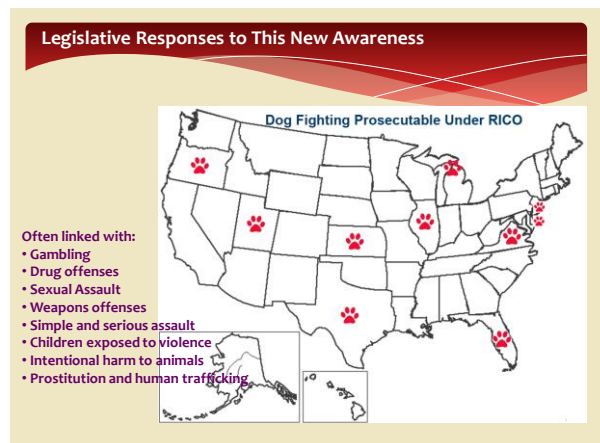 Legislative Responses to This New Awareness
Dog Fighting Prosecutable Under RICO
Often linked with:
• Gambling
• Drug offenses
• Sexual Assault
• Weapons offenses
• Simple and serious assault
• Children exposed to violence
• Intentional harm to animals
• Prostitution and human trafficking